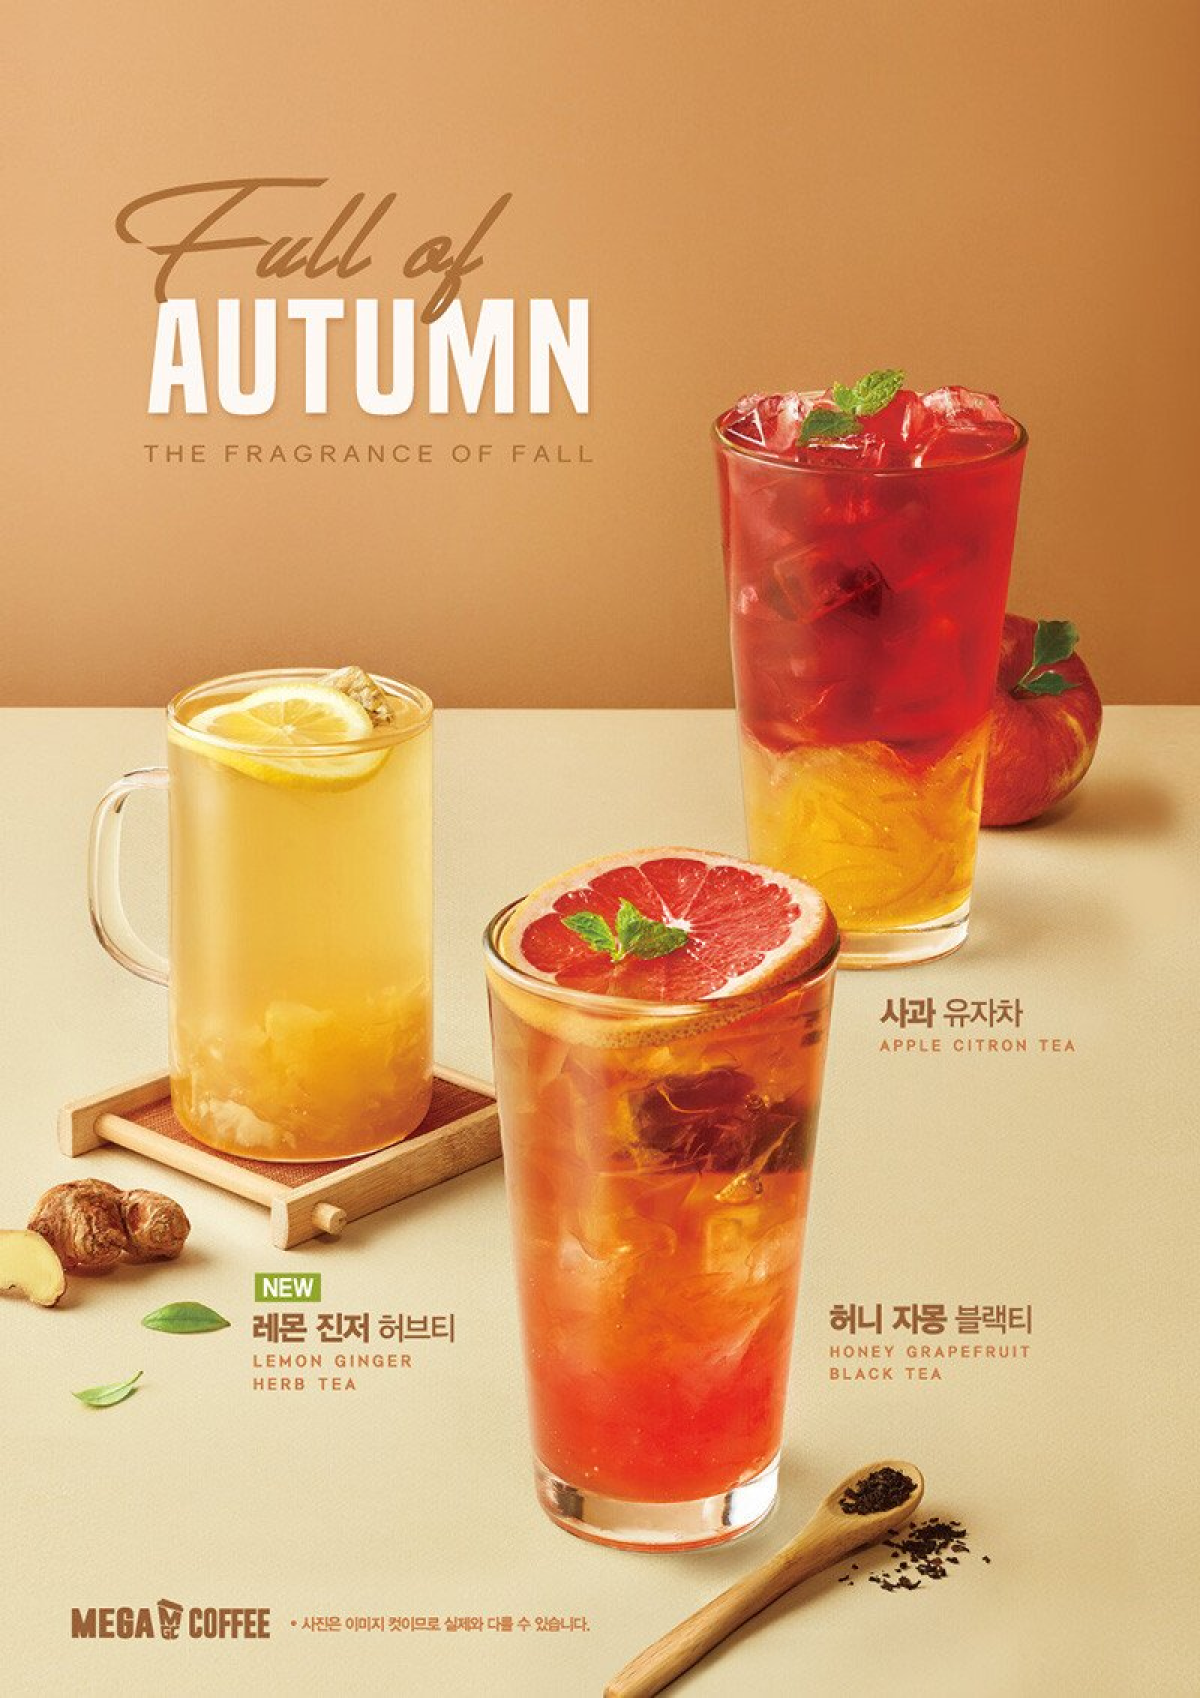 Full of
AUTUMN
THE FRAGRANCE OF FALL
사과 유자차
APPLE CITRON TEA
NEW
레몬 진저 허브티
LEMON GINGER
HERB TEA
허니 자몽 블랙티
HONEY GRAPEFRUIT
BLACK TEA
MEGA MGC COFFEE
• 사진은 이미지 컷이므로 실제와 다를 수 있습니다.